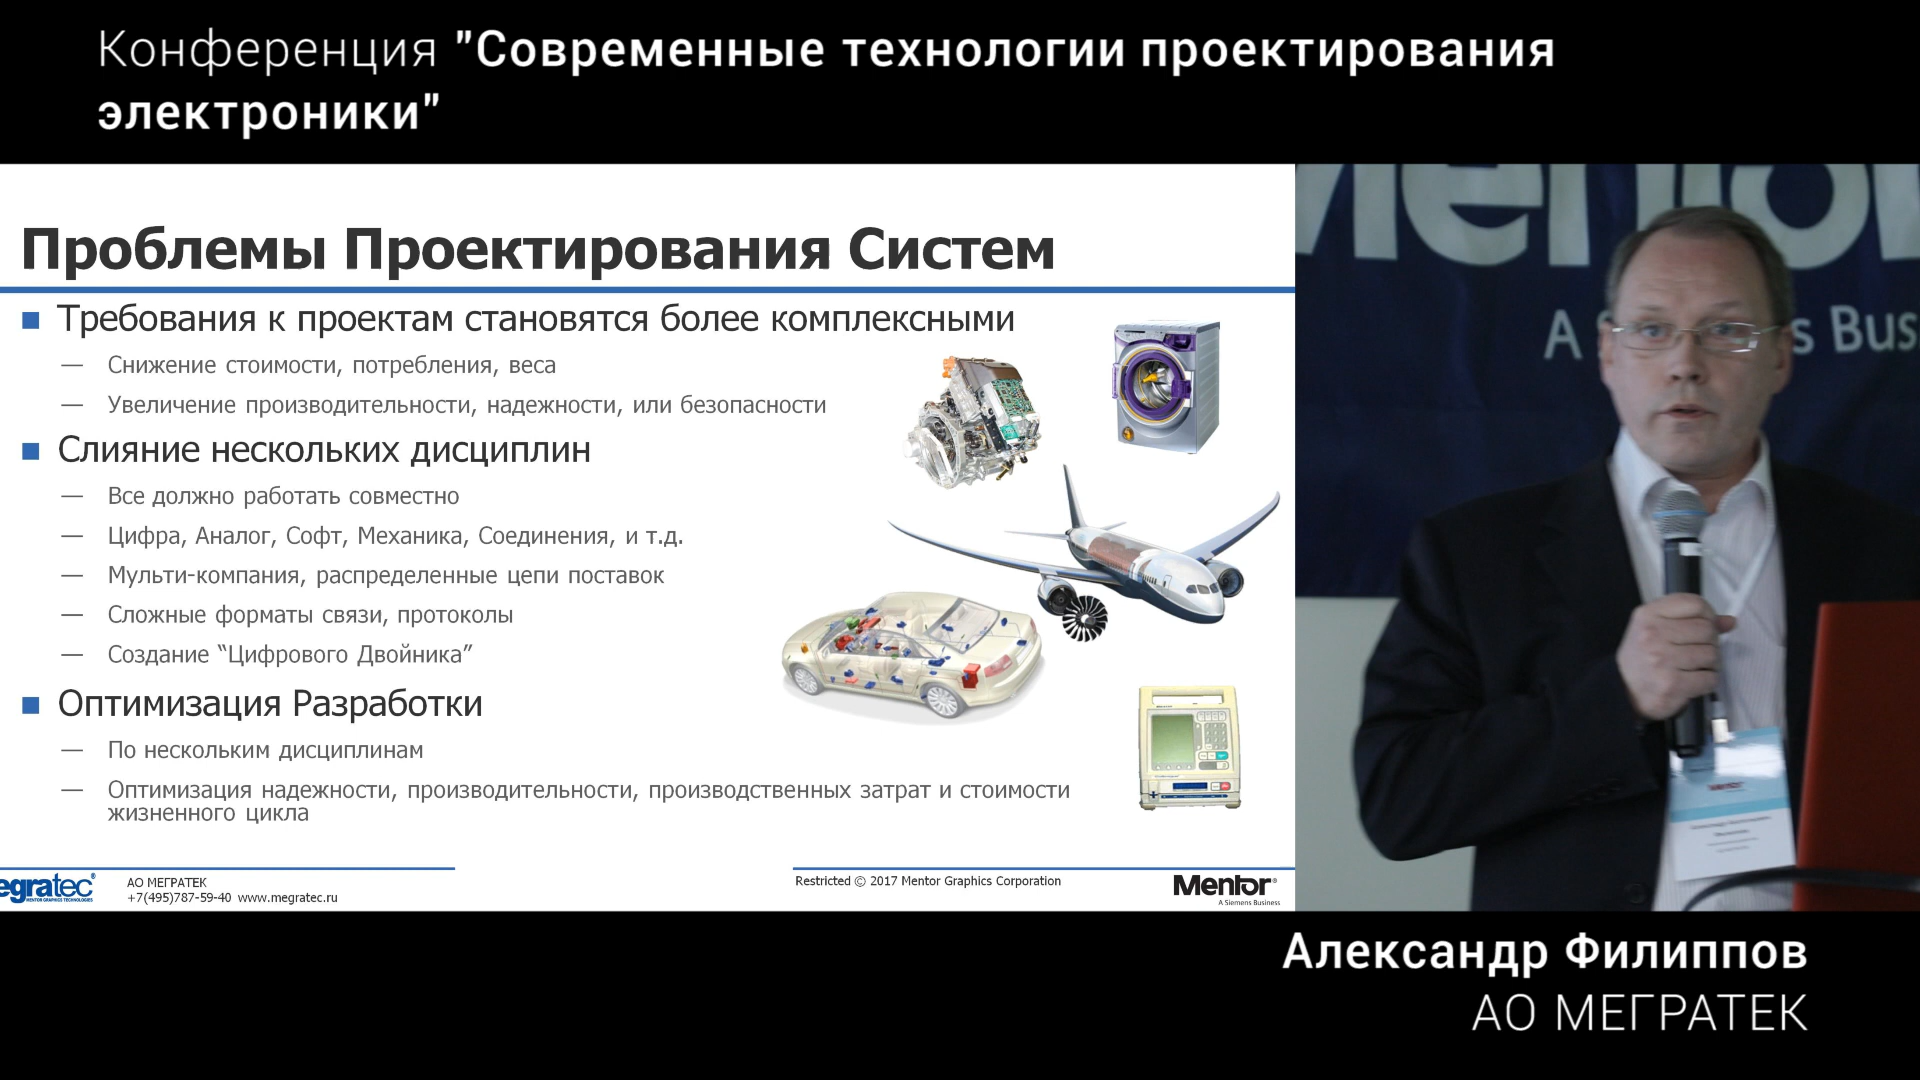 Конференция "Современные технологии проектирования
электроники"
Проблемы Проектирования Систем
Требования к проектам становятся более комплексными
— Снижение стоимости, потребления, веса
— Увеличение производительности, надежности, или безопасности
Слияние нескольких дисциплин
— Все должно работать совместно
— Цифра, Аналог, Софт, Механика, Соединения, и т.д.
— Мульти-компания, распределенные цепи поставок
— Сложные форматы связи, протоколы
— Создание “Цифрового Двойника”
Оптимизация Разработки
— По нескольким дисциплинам
— Оптимизация надежности, производительности, производственных затрат и стоимости
жизненного цикла
egratec®
MENTOR GRAPHICS TECHNOLOGIES
АО МЕГРАТЕК
+7(495)787-59-40 www.megratec.ru
Restricted © 2017 Mentor Graphics Corporation
Mentor®
A Siemens Business
Mentor
A S s Bus
Александр Филиппов
АО МЕГРАТЕК